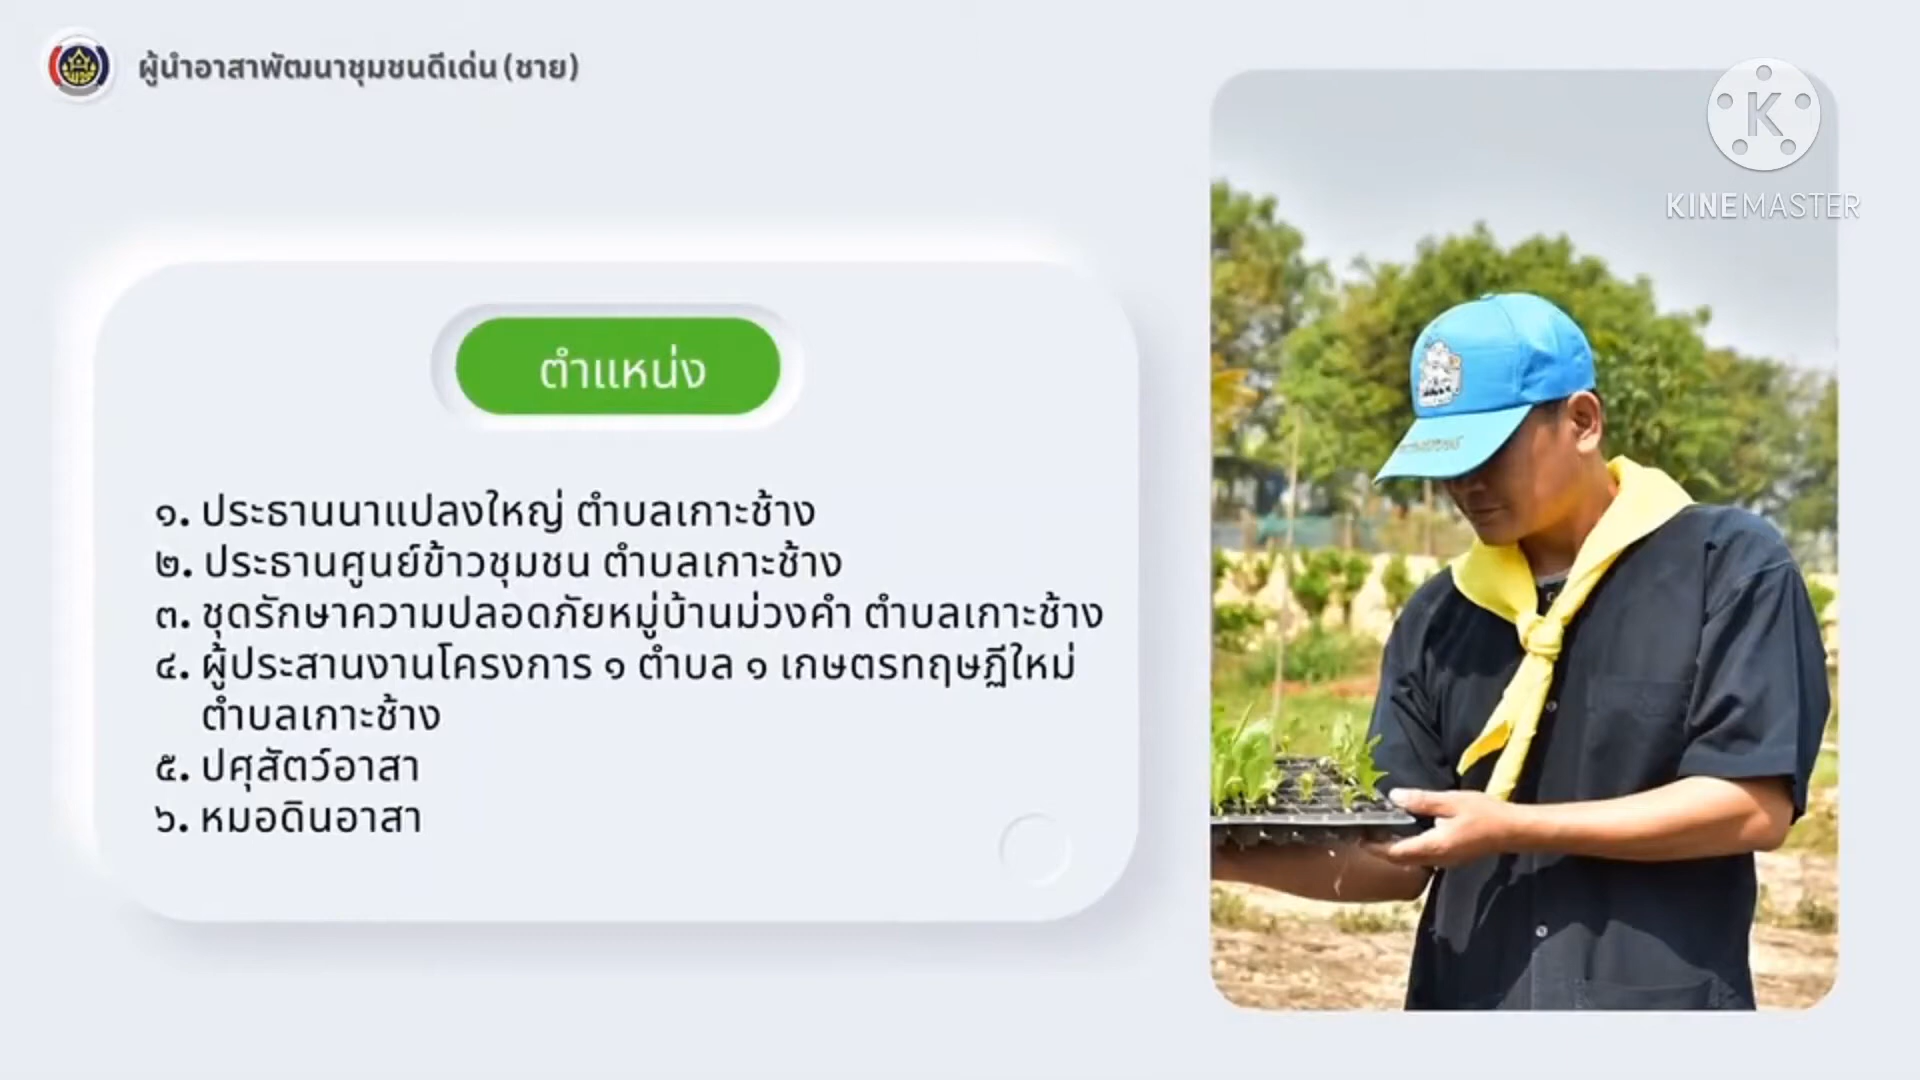 ผู้นำอาสาพัฒนาชุมชนดีเด่น (ชาย)
K
KINEMASTER
ตำแหน่ง
๑. ประธานนาแปลงใหญ่ ตำบลเกาะช้าง
๒. ประธานศูนย์ข้าวชุมชน ตำบลเกาะช้าง
๓. ชุดรักษาความปลอดภัยหมู่บ้านม่วงคำ ตำบลเกาะช้าง
๔. ผู้ประสานงานโครงการ ๑ ตำบล ๑ เกษตรทฤษฎีใหม่
ตำบลเกาะช้าง
๕. ปศุสัตว์อาสา
๖. หมอดินอาสา